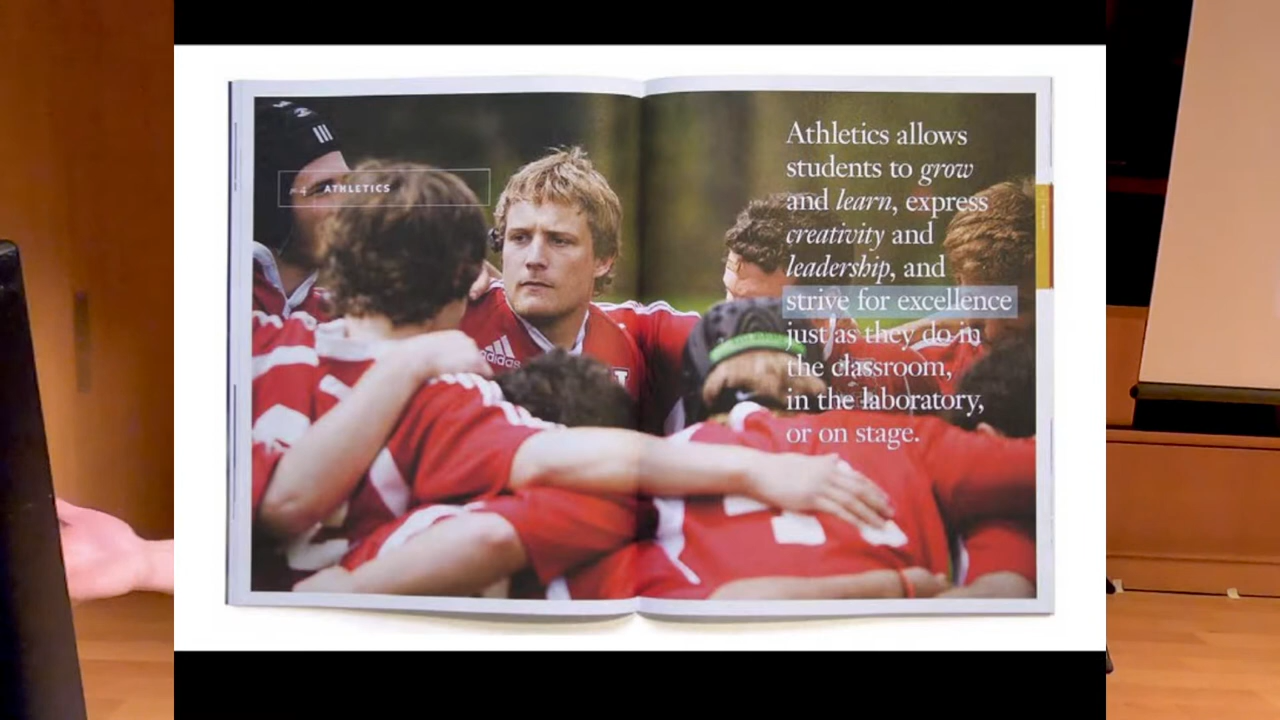 ATHLETICS
adidas
Athletics allows
students to grow
and learn, express
creativity and
leadership, and
strive for excellence
just as they do in
the classroom,
in the laboratory,
or on stage.